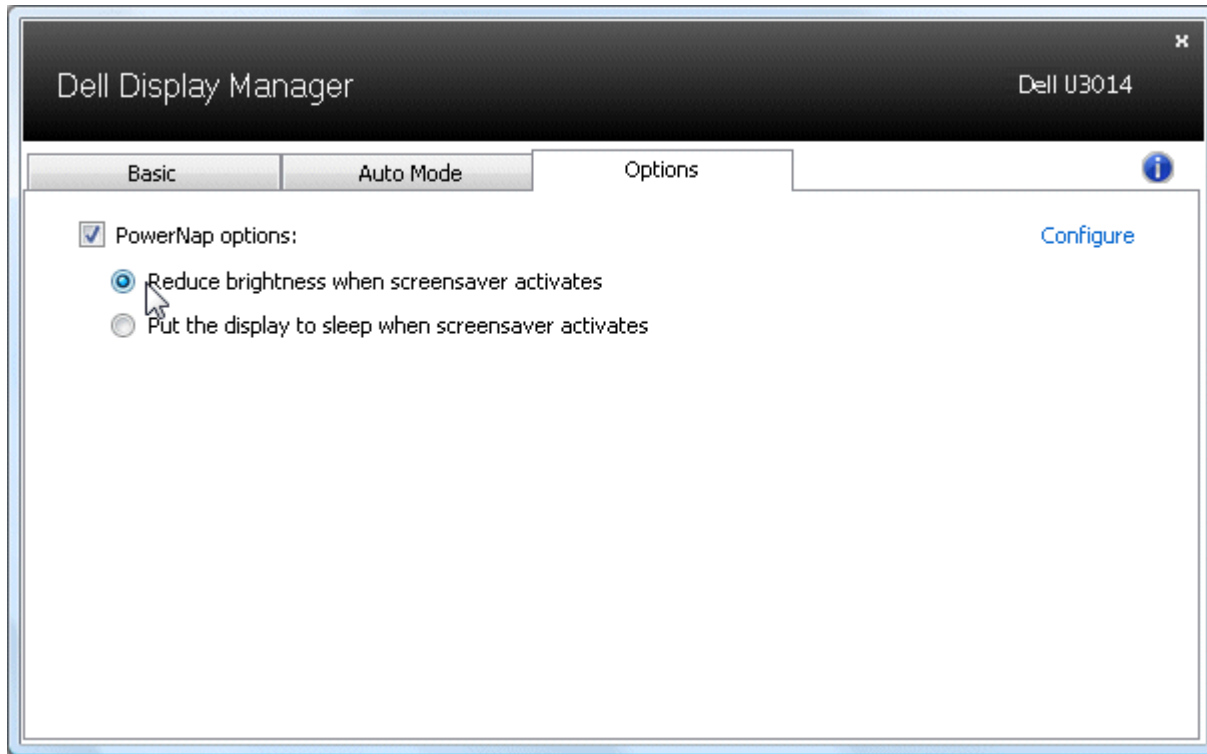 Dell Display Manager
Dell U3014
Basic
Auto Mode
Options
PowerNap options:
Configure
Reduce brightness when screensaver activates
Put the display to sleep when screensaver activates